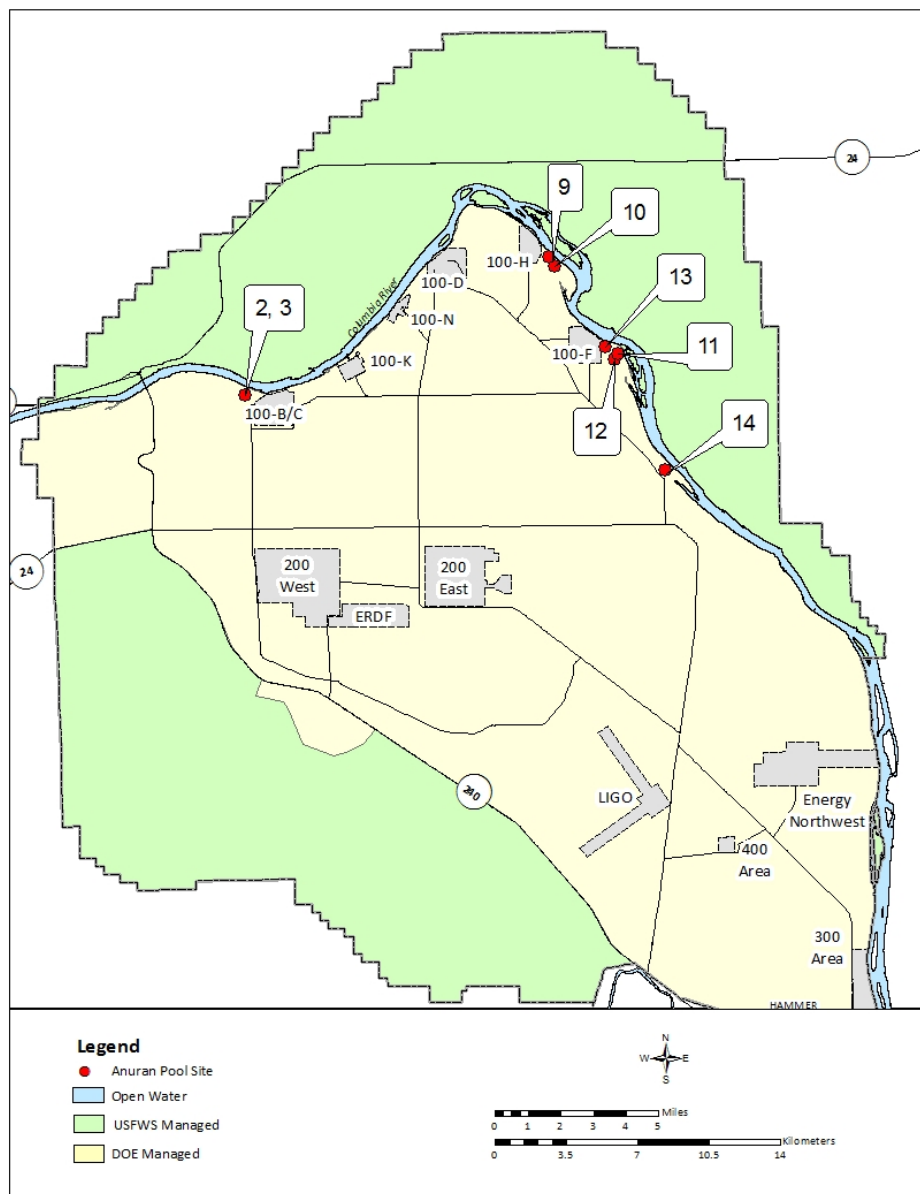 24
9
10
100-H
100-D
13
Columbia River
2, 3
100-N
100-F
11
100-K
100-B/C
12
14
24
200
West
200
East
ERDF
240
LIGO
Energy
Northwest
400
Area
300
Area
HAMMER
Legend
Anuran Pool Site
Open Water
USFWS Managed
DOE Managed
N
W E
S
Miles
0 1 2 3 4 5
Kilometers
0 3.5 7 10.5 14